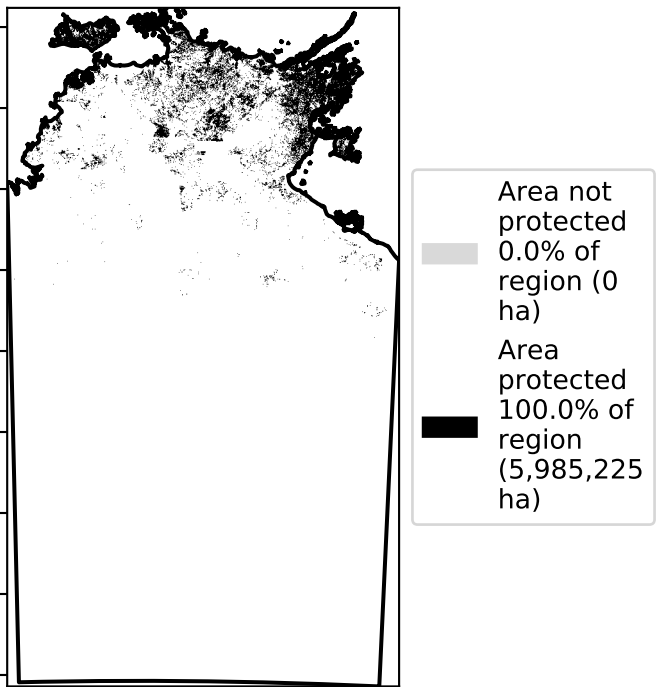 Area not
protected
0.0% of
region (0
ha)
Area
protected
100.0% of
region
(5,985,225
ha)